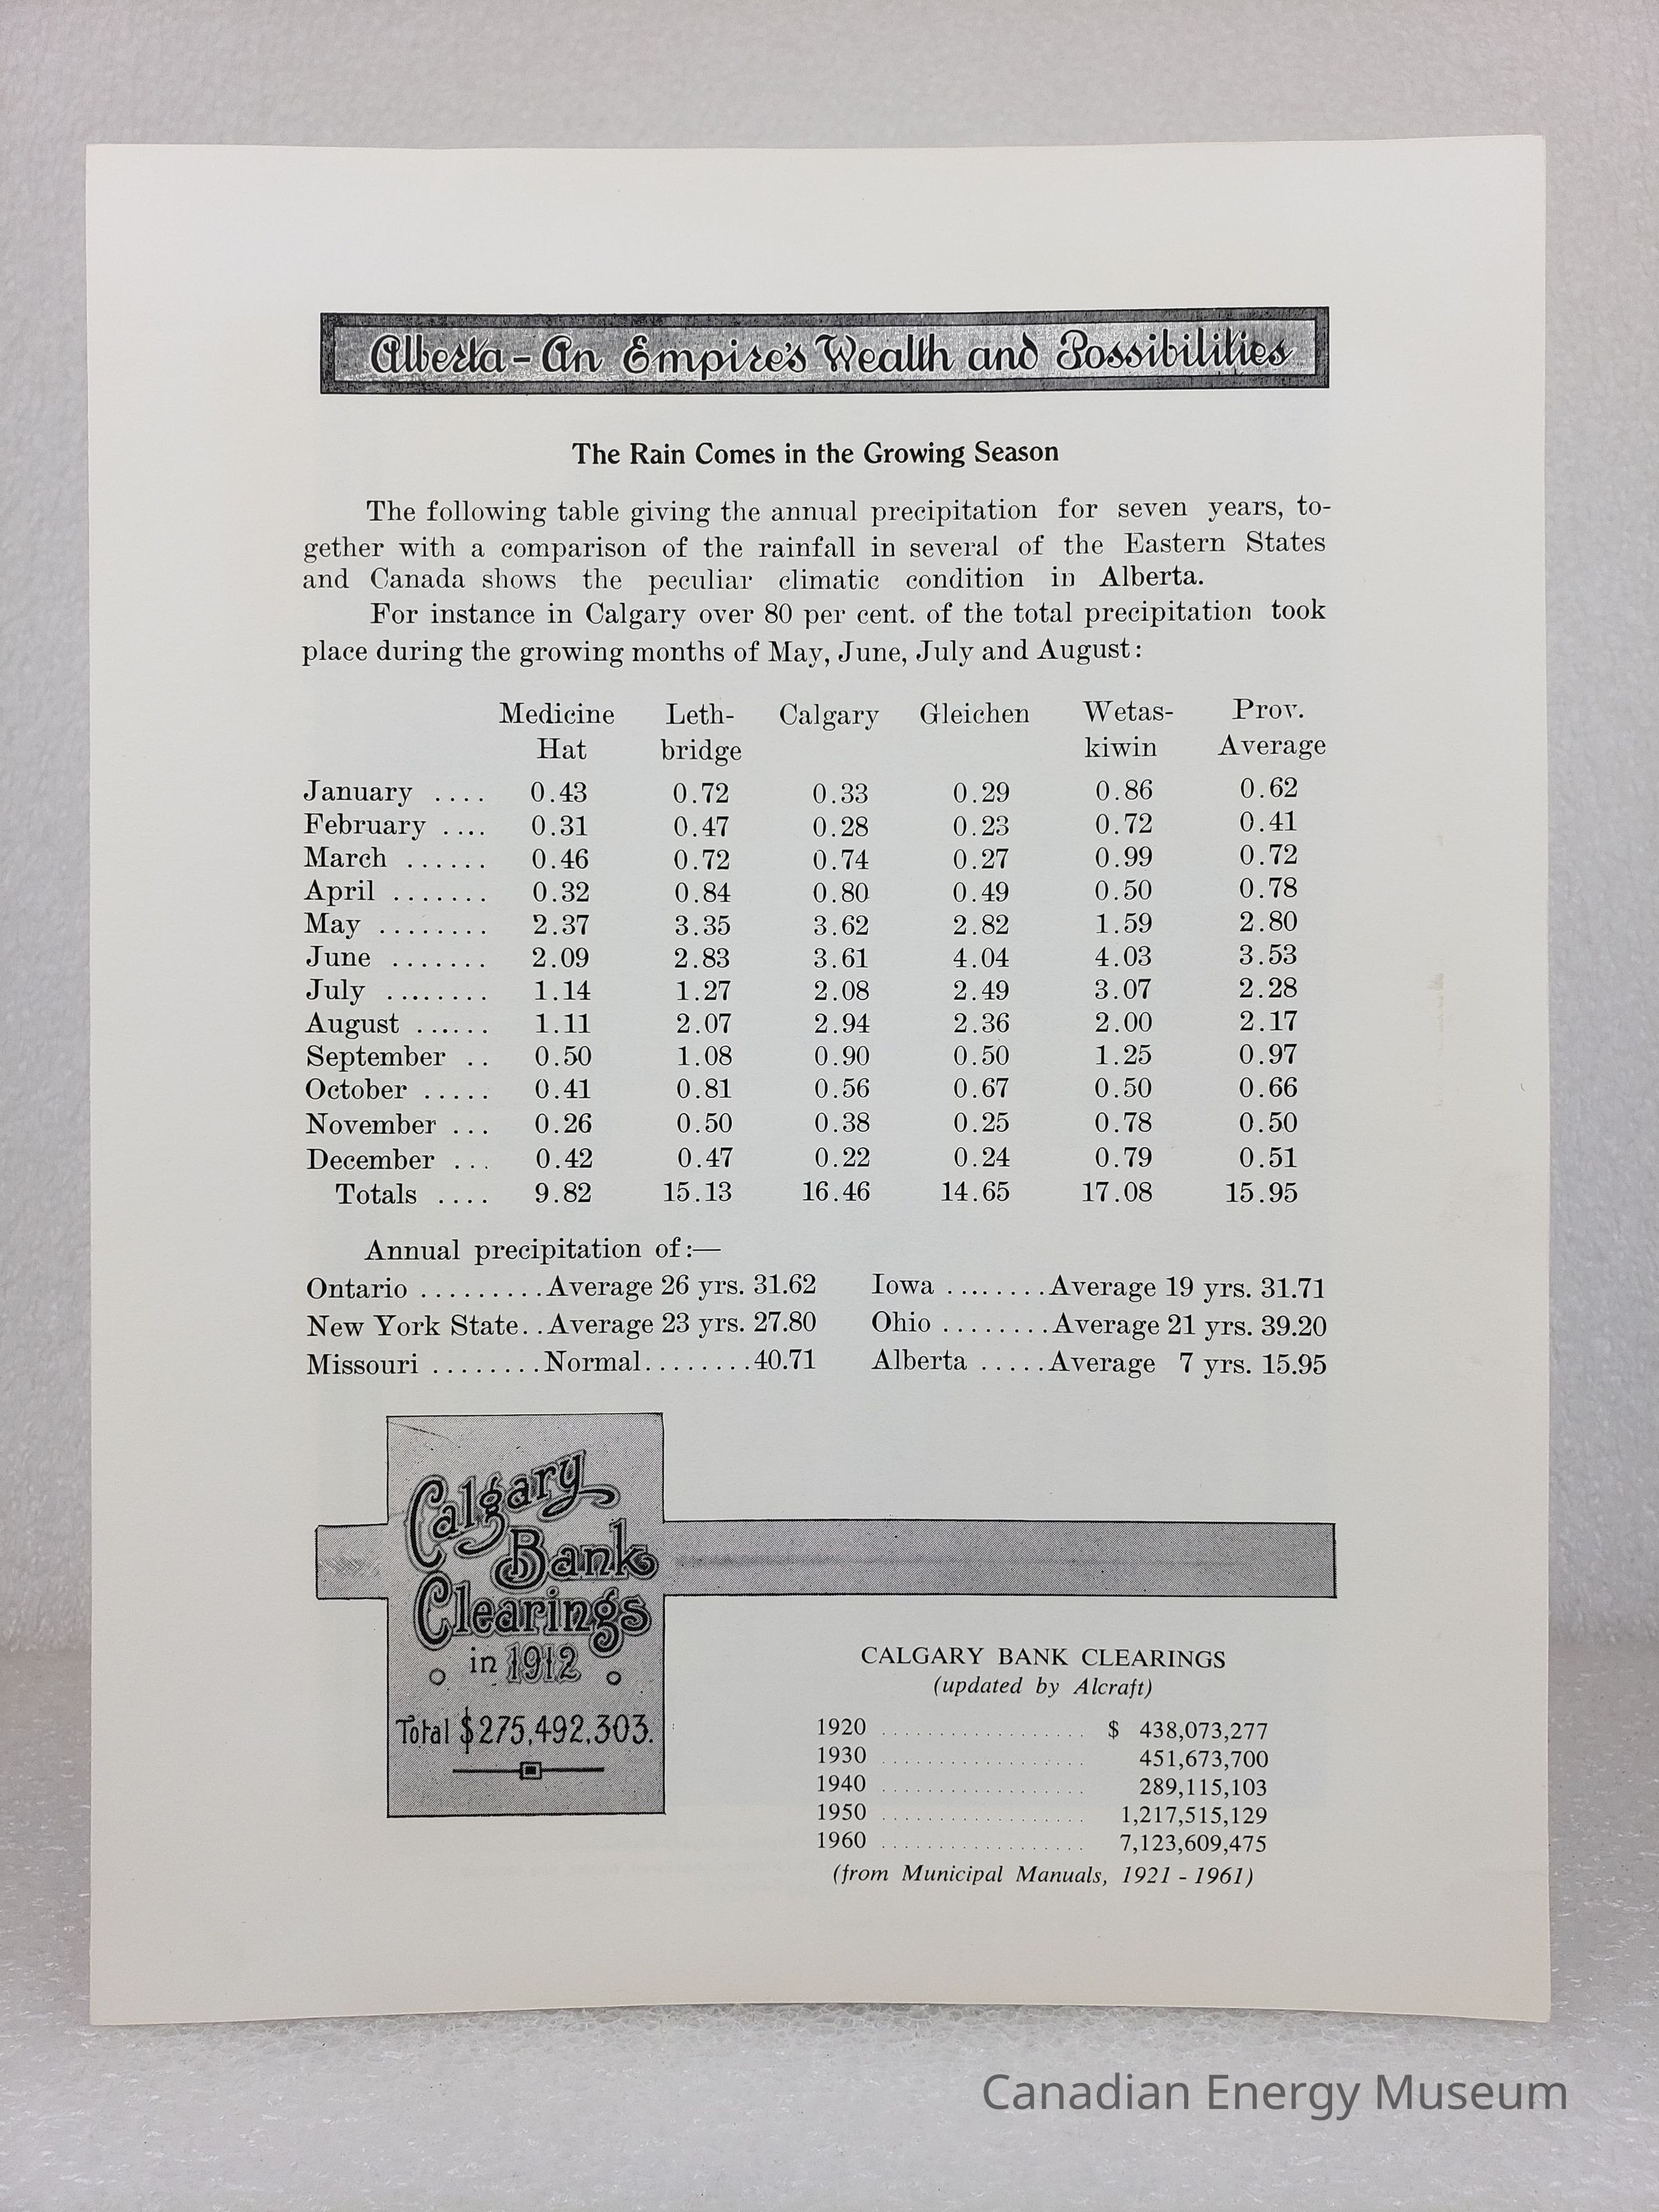 Alberta - An Empire's Wealth and Possibilities
The Rain Comes in the Growing Season
The following table giving the annual precipitation for seven years, to-
gether with a comparison of the rainfall in several of the Eastern States
and Canada shows the peculiar climatic condition in Alberta.
For instance in Calgary over 80 per cent. of the total precipitation took
place during the growing months of May, June, July and August:
Medicine Leth- Calgary Gleichen Wetas- Prov.
Hat bridge kiwin Average
January .... 0.43 0.72 0.33 0.29 0.86 0.62
February .... 0.31 0.47 0.28 0.23 0.72 0.41
March ...... 0.46 0.72 0.74 0.27 0.99 0.72
April ....... 0.32 0.84 0.80 0.49 0.50 0.78
May ........ 2.37 3.35 3.62 2.82 1.59 2.80
June ....... 2.09 2.83 3.61 4.04 4.03 3.53
July ........ 1.14 1.27 2.08 2.49 3.07 2.28
August ...... 1.11 2.07 2.94 2.36 2.00 2.17
September .. 0.50 1.08 0.90 0.50 1.25 0.97
October ..... 0.41 0.81 0.56 0.67 0.50 0.66
November ... 0.26 0.50 0.38 0.25 0.78 0.50
December ... 0.42 0.47 0.22 0.24 0.79 0.51
Totals .... 9.82 15.13 16.46 14.65 17.08 15.95
Annual precipitation of:—
Ontario .........Average 26 yrs. 31.62 Iowa ........Average 19 yrs. 31.71
New York State..Average 23 yrs. 27.80 Ohio ........Average 21 yrs. 39.20
Missouri ........Normal........40.71 Alberta .....Average 7 yrs. 15.95
Calgary
Bank
Clearings
in 1912
Total $275,492,303.
CALGARY BANK CLEARINGS
(updated by Alcraft)
1920 .................... $ 438,073,277
1930 .................... 451,673,700
1940 .................... 289,115,103
1950 .................... 1,217,515,129
1960 .................... 7,123,609,475
(from Municipal Manuals, 1921 - 1961)
Canadian Energy Museum